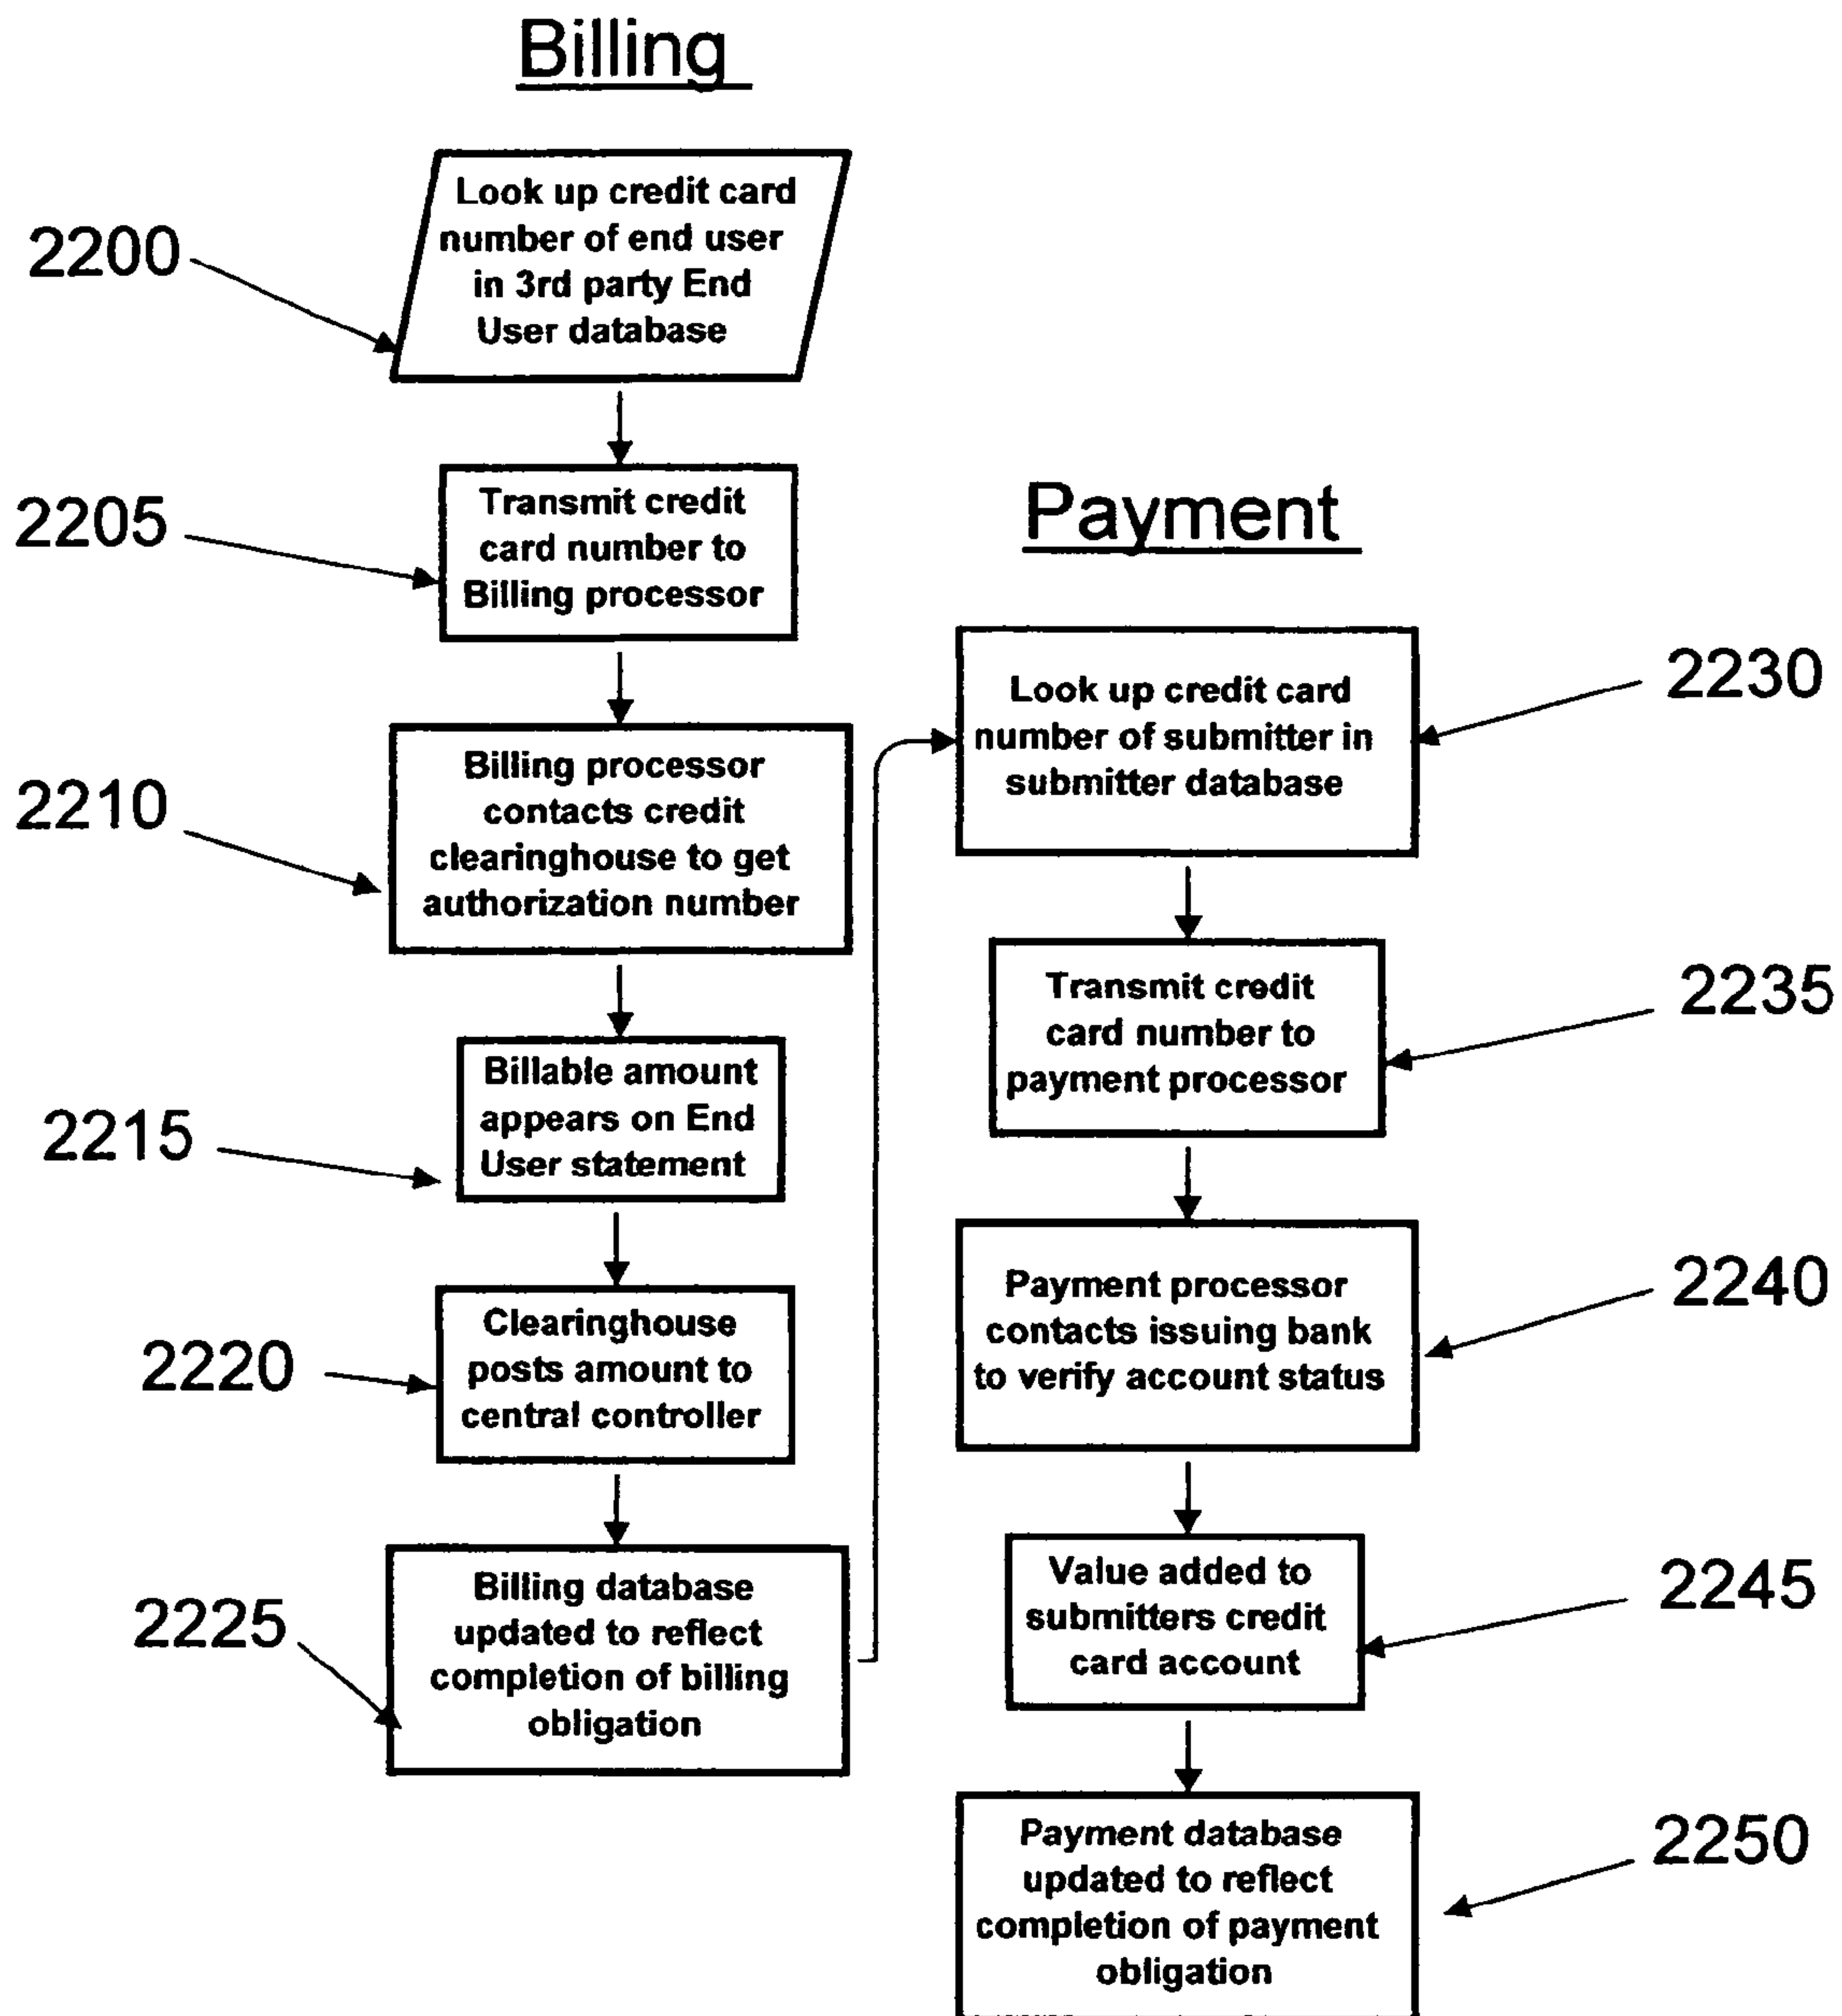 Billing
2200
Look up credit card
number of end user
in 3rd party End
User database
2205
Transmit credit
card number to
Billing processor
2210
Billing processor
contacts credit
clearinghouse to get
authorization number
2215
Billable amount
appears on End
User statement
2220
Clearinghouse
posts amount to
central controller
2225
Billing database
updated to reflect
completion of billing
obligation
Payment
2230
Look up credit card
number of submitter in
submitter database
2235
Transmit credit
card number to
payment processor
2240
Payment processor
contacts issuing bank
to verify account status
2245
Value added to
submitters credit
card account
2250
Payment database
updated to reflect
completion of payment
obligation